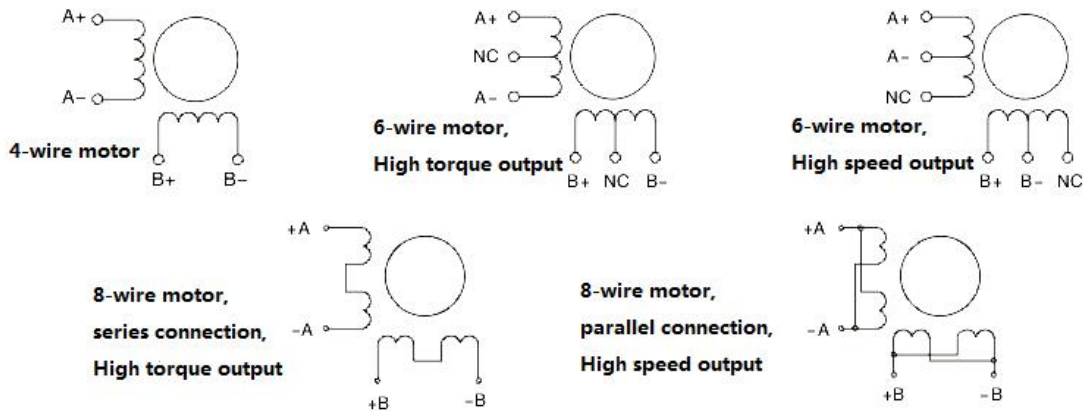 A+
A−
4-wire motor
B+ B−
A+
NC
A−
6-wire motor,
High torque output
B+ NC B−
A+
A−
NC
6-wire motor,
High speed output
B+ B− NC
+A
−A
8-wire motor,
series connection,
High torque output
+B −B
+A
−A
8-wire motor,
parallel connection,
High speed output
+B −B